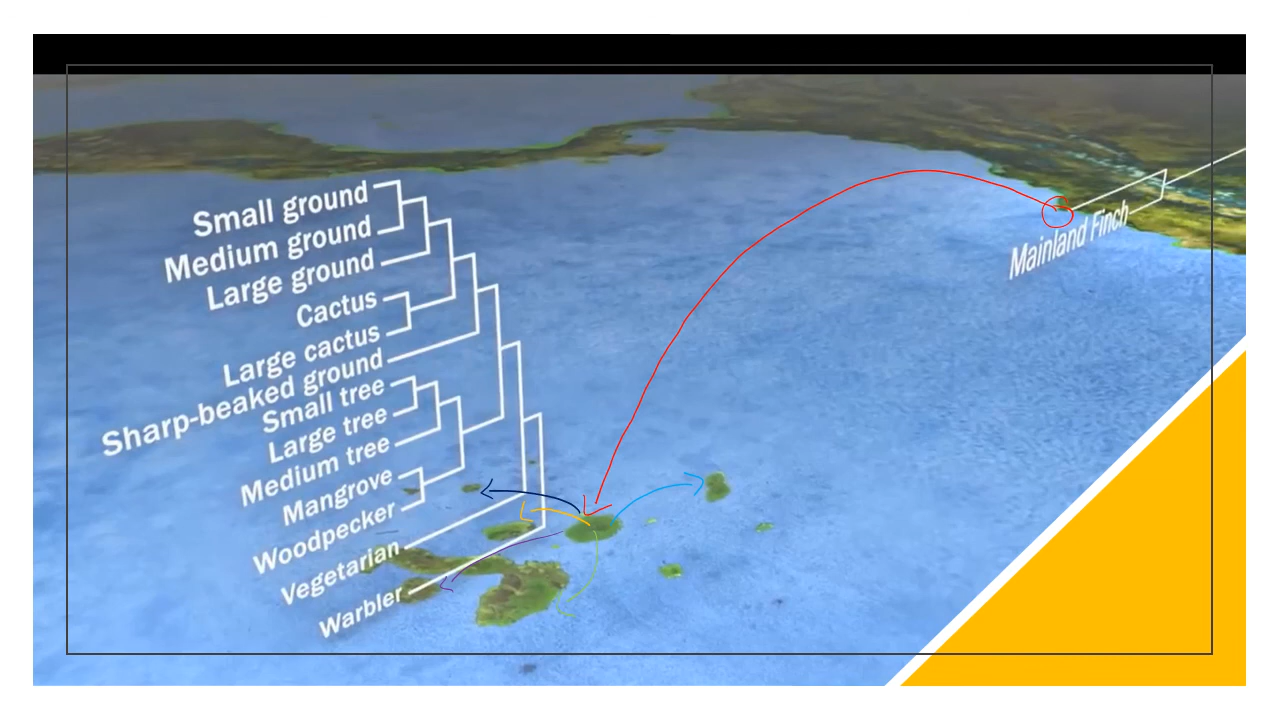 Small ground
Medium ground
Large ground
Cactus
Large cactus
Sharp-beaked ground
Small tree
Large tree
Medium tree
Mangrove
Woodpecker
Vegetarian
Warbler
Mainland Finch